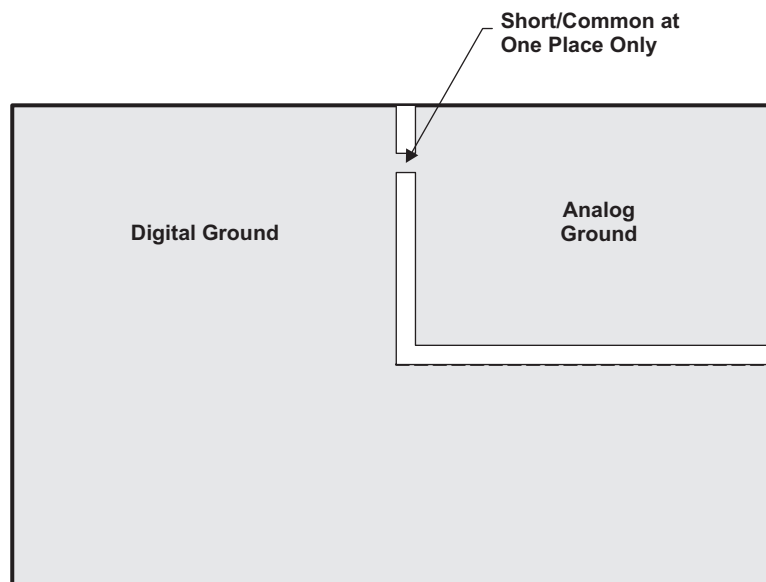 Short/Common at
One Place Only
Digital Ground
Analog
Ground